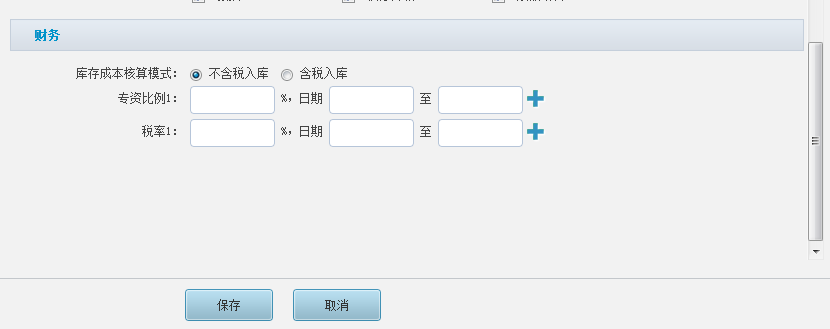 财务
库存成本核算模式： 不含税入库 含税入库
专资比例1： %，日期 至
税率1： %，日期 至
保存 取消